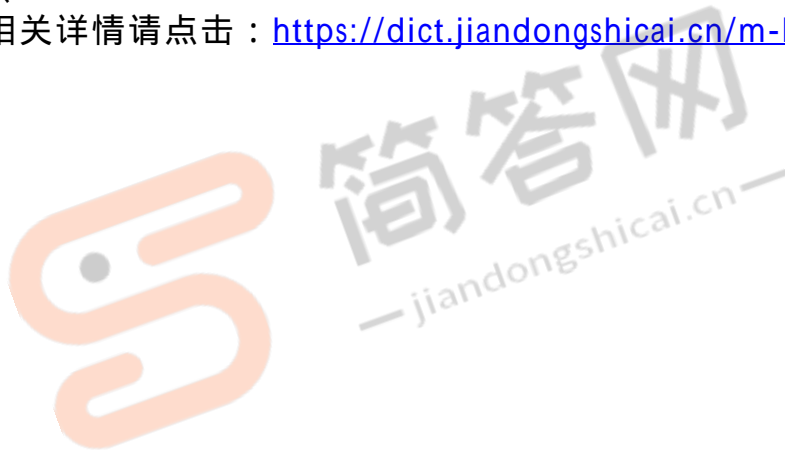 相关详情请点击：https://dict.jiandongshicai.cn/m-
简答网
jiandongshicai.cn